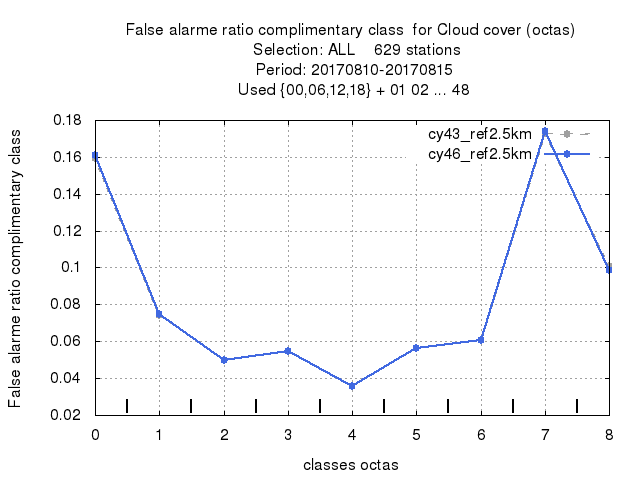 False alarme ratio complimentary class  for Cloud cover (octas)
Selection: ALL    629 stations
Period: 20170810-20170815
Used {00,06,12,18} + 01 02 ... 48
False alarme ratio complimentary class
0.18
0.16
0.14
0.12
0.1
0.08
0.06
0.04
0.02
cy43_ref2.5km
cy46_ref2.5km
0 1 2 3 4 5 6 7 8
classes octas